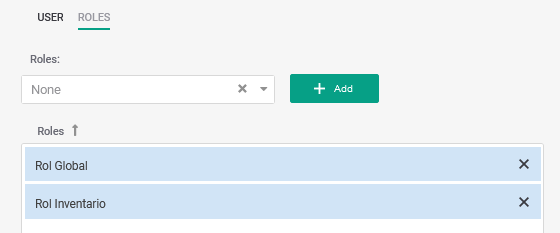 USER ROLES
Roles:
None
Add
Roles
Rol Global
Rol Inventario